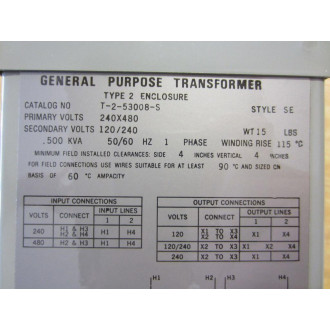 GENERAL PURPOSE TRANSFORMER
TYPE 2 ENCLOSURE
CATALOG NO T-2-53008-S STYLE SE
PRIMARY VOLTS 240X480
SECONDARY VOLTS 120/240 WT 15 LBS
.500 KVA 50/60 HZ 1 PHASE WINDING RISE 115 °C
MINIMUM FIELD INSTALLED CLEARANCES: SIDE 4 INCHES VERTICAL 4 INCHES
FOR FIELD CONNECTIONS USE WIRES SUITABLE FOR AT LEAST 90 °C AND SIZED ON
BASIS OF 60 °C AMPACITY
INPUT CONNECTIONS
VOLTS CONNECT INPUT LINES
1 2
240 H1 & H3 H2 & H4 H1 H4
480 H2 & H3 H1 H4
OUTPUT CONNECTIONS
VOLTS CONNECT OUTPUT LINES
1 2
120 X1 TO X3 X2 TO X4 X1 X4
120/240 X2 TO X3 X1 X2 X4
240 X2 TO X3 X1 X4
H1 H3 H2 H4